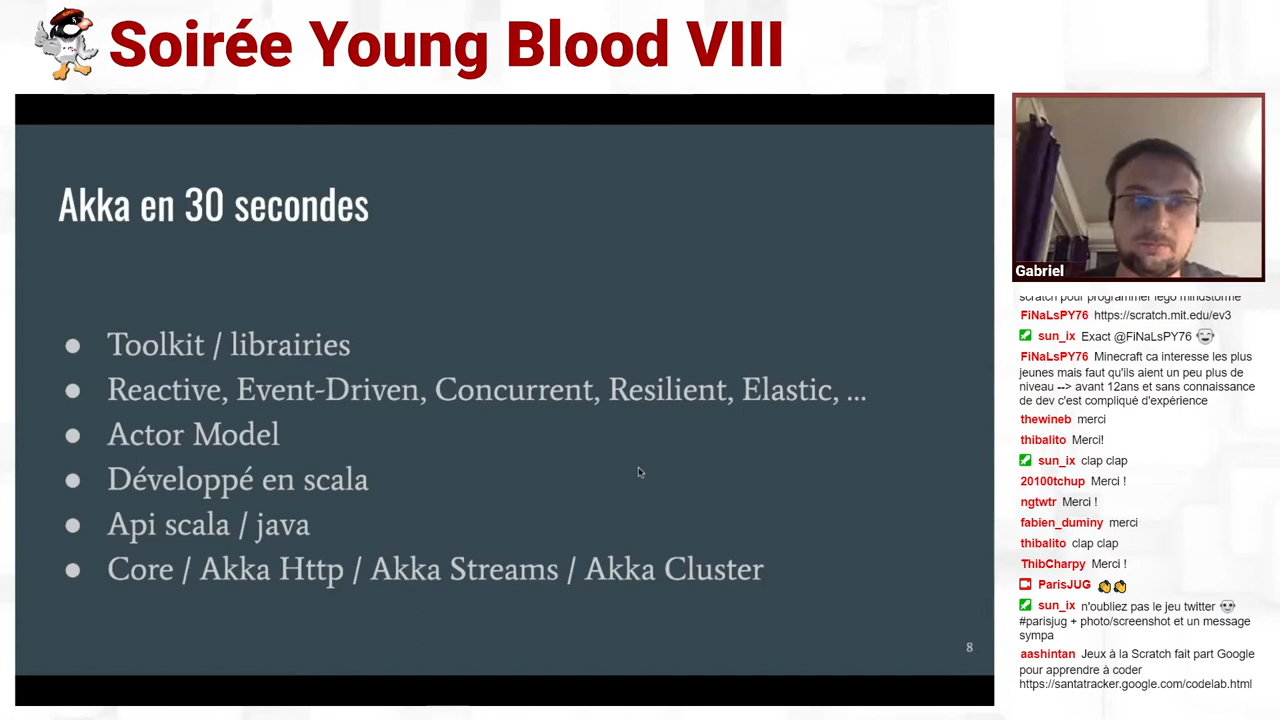 Soirée Young Blood VIII
Akka en 30 secondes
● Toolkit / librairies
● Reactive, Event-Driven, Concurrent, Resilient, Elastic, ...
● Actor Model
● Développé en scala
● Api scala / java
● Core / Akka Http / Akka Streams / Akka Cluster
8
Gabriel
scratch pour programmer lego mindstorme
FiNaLsPY76 https://scratch.mit.edu/ev3
sun_ix Exact @FiNaLsPY76
FiNaLsPY76 Minecraft ca interesse les plus
jeunes mais faut qu'ils aient un peu plus de
niveau --> avant 12ans et sans connaissance
de dev c'est compliqué d'expérience
thewineb merci
thibalito Merci!
sun_ix clap clap
20100tchup Merci !
ngtwtr Merci !
fabien_duminy merci
thibalito clap clap
ThibCharpy Merci !
ParisJUG
sun_ix n'oubliez pas le jeu twitter
#parisjug + photo/screenshot et un message
sympa
aashintan Jeux à la Scratch fait part Google
pour apprendre à coder
https://santatracker.google.com/codelab.html